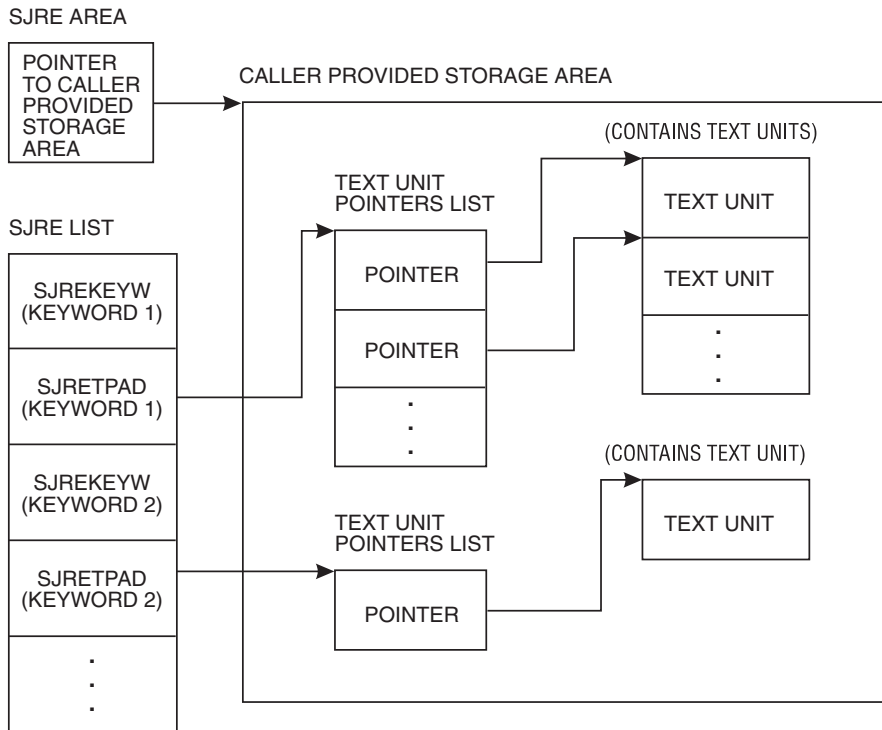 SJRE AREA
POINTER
TO CALLER
PROVIDED
STORAGE
AREA
CALLER PROVIDED STORAGE AREA
(CONTAINS TEXT UNITS)
TEXT UNIT
TEXT UNIT
.
.
.
TEXT UNIT
POINTERS LIST
POINTER
POINTER
.
.
.
SJRE LIST
SJREKEYW
(KEYWORD 1)
SJRETPAD
(KEYWORD 1)
SJREKEYW
(KEYWORD 2)
SJRETPAD
(KEYWORD 2)
.
.
.
TEXT UNIT
POINTERS LIST
POINTER
(CONTAINS TEXT UNIT)
TEXT UNIT